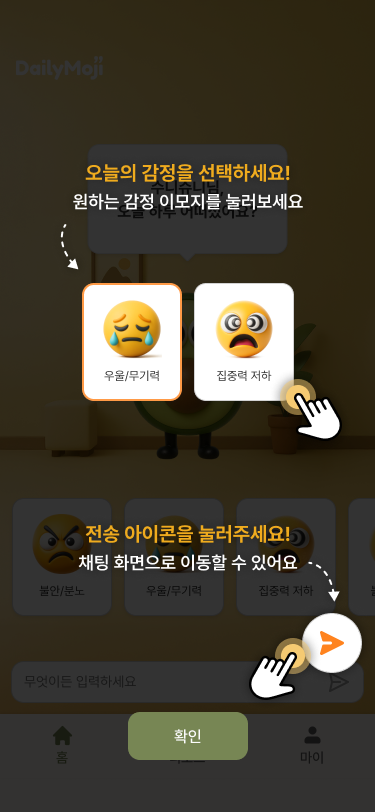 DailyMoji
오늘의 감정을 선택하세요!
원하는 감정 이모지를 눌러보세요
오늘 하루 어떠셨어요?
우울/무기력
집중력 저하
전송 아이콘을 눌러주세요!
채팅 화면으로 이동할 수 있어요
불안/분노
우울/무기력
집중력 저하
무엇이든 입력하세요
확인
홈
마이